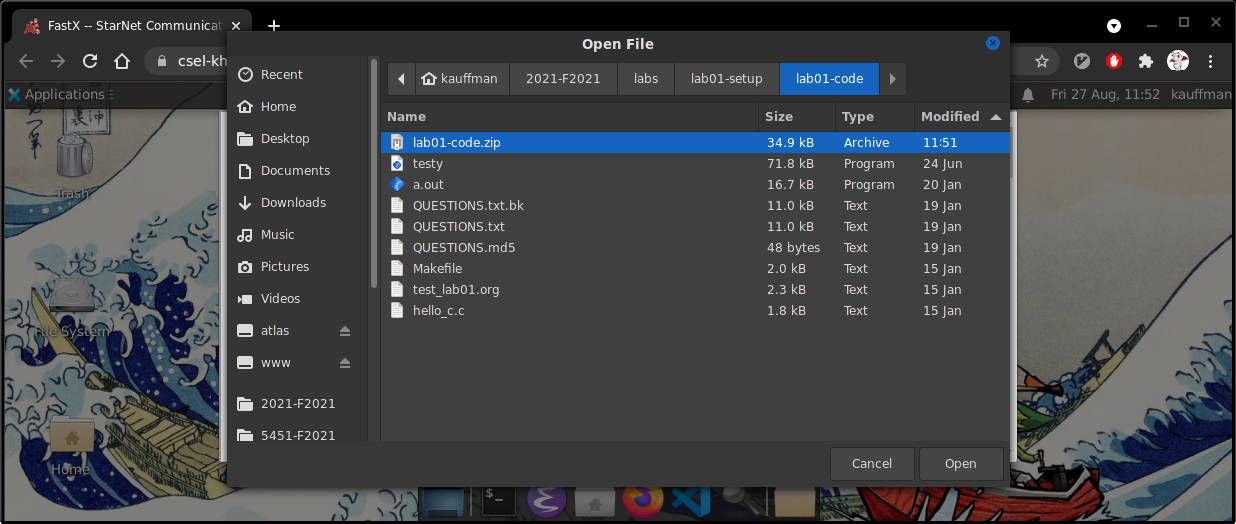 FastX -- StarNet Communicat
csel-kh
Applications
Fri 27 Aug, 11:52 kauffman
Trash
File System
Home
Open File
Recent
Home
Desktop
Documents
Downloads
Music
Pictures
Videos
atlas
www
2021-F2021
5451-F2021
kauffman 2021-F2021 labs lab01-setup lab01-code
Name Size Type Modified
lab01-code.zip 34.9 kB Archive 11:51
testy 71.8 kB Program 24 Jun
a.out 16.7 kB Program 20 Jan
QUESTIONS.txt.bk 11.0 kB Text 19 Jan
QUESTIONS.txt 11.0 kB Text 19 Jan
QUESTIONS.md5 48 bytes Text 19 Jan
Makefile 2.0 kB Text 15 Jan
test_lab01.org 2.3 kB Text 15 Jan
hello_c.c 1.8 kB Text 15 Jan
Cancel Open